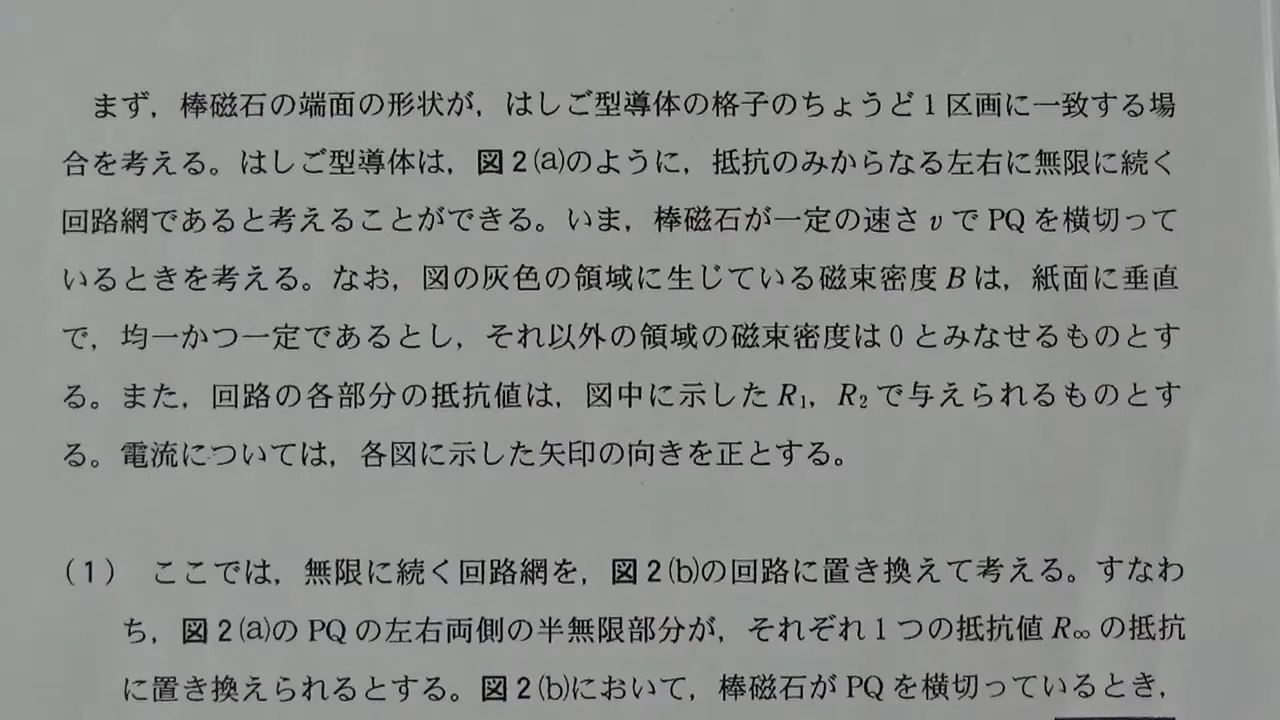 まず，棒磁石の端面の形状が，はしご型導体の格子のちょうど1区画に一致する場
合を考える。はしご型導体は，図2(a)のように，抵抗のみからなる左右に無限に続く
回路網であると考えることができる。いま，棒磁石が一定の速さvでPQを横切って
いるときを考える。なお，図の灰色の領域に生じている磁束密度Bは，紙面に垂直
で，均一かつ一定であるとし，それ以外の領域の磁束密度は0とみなせるものとす
る。また，回路の各部分の抵抗値は，図中に示したR₁，R₂で与えられるものとす
る。電流については，各図に示した矢印の向きを正とする。
(1) ここでは，無限に続く回路網を，図2(b)の回路に置き換えて考える。すなわ
ち，図2(a)のPQの左右両側の半無限部分が，それぞれ1つの抵抗値R∞の抵抗
に置き換えられるとする。図2(b)において，棒磁石がPQを横切っているとき，